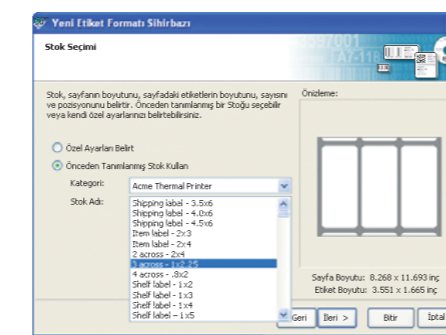 Yeni Etiket Formatı Sihirbazı
Stok Seçimi
Stok, sayfanın boyutunu, sayfadaki etiketlerin boyutunu, sayısını
ve pozisyonunu belirtir. Önceden tanımlanmış bir Stoğu seçebilir
veya kendi özel ayarlarınızı belirtebilirsiniz.
Önizleme:
Özel Ayarları Belirt
Önceden Tanımlanmış Stok Kullan
Kategori:
Acme Thermal Printer
Stok Adı:
Shipping label - 3.5x6
Shipping label - 4.0x6
Shipping label - 4.5x6
Item label - 2x3
Item label - 2x4
2 across - 2x4
3 across - 1x2.25
4 across - .8x2
Shelf label - 1x2
Shelf label - 1x3
Shelf label - 1x4
Shelf label - 1x5
Sayfa Boyutu: 8.268 x 11.693 inç
Etiket Boyutu: 3.551 x 1.665 inç
Geri
İleri >
Bitir
İptal